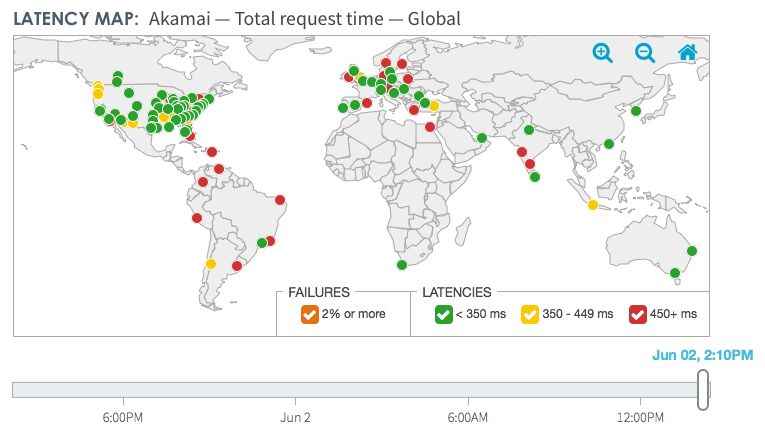 LATENCY MAP: Akamai — Total request time — Global
FAILURES
2% or more
LATENCIES
< 350 ms
350 - 449 ms
450+ ms
Jun 02, 2:10PM
6:00PM
Jun 2
6:00AM
12:00PM